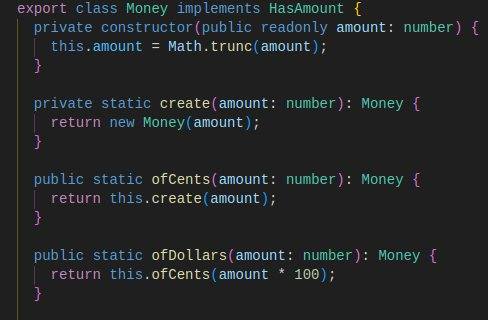 export class Money implements HasAmount {
  private constructor(public readonly amount: number) {
    this.amount = Math.trunc(amount);
  }

  private static create(amount: number): Money {
    return new Money(amount);
  }

  public static ofCents(amount: number): Money {
    return this.create(amount);
  }

  public static ofDollars(amount: number): Money {
    return this.ofCents(amount * 100);
  }